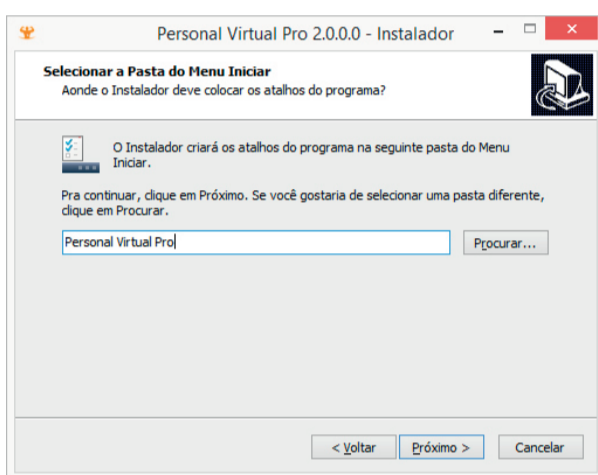 Personal Virtual Pro 2.0.0.0 - Instalador
Selecionar a Pasta do Menu Iniciar
Aonde o Instalador deve colocar os atalhos do programa?
O Instalador criará os atalhos do programa na seguinte pasta do Menu
Iniciar.
Pra continuar, clique em Próximo. Se você gostaria de selecionar uma pasta diferente,
clique em Procurar.
Personal Virtual Pro
Procurar...
< Voltar
Próximo >
Cancelar